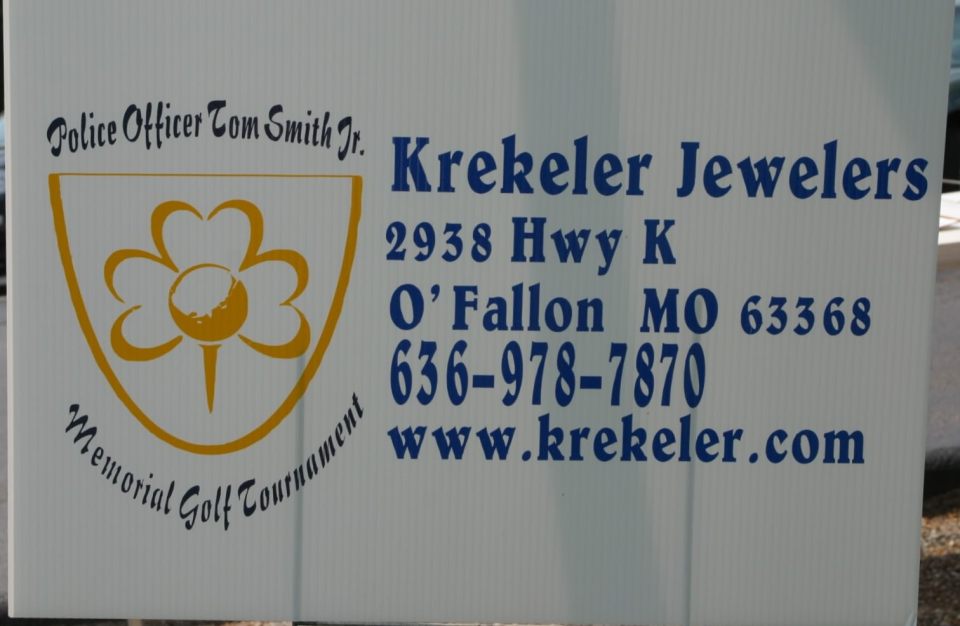 Police Officer Tom Smith Jr.
Memorial Golf Tournament
Krekeler Jewelers
2938 Hwy K
O'Fallon MO 63368
636-978-7870
www.krekeler.com